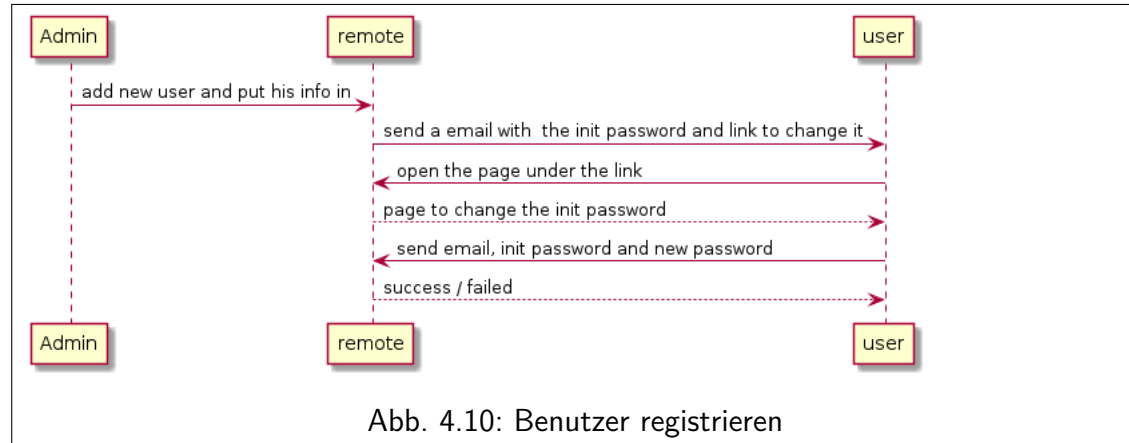 Admin remote user
add new user and put his info in
send a email with  the init password and link to change it
open the page under the link
page to change the init password
send email, init password and new password
success / failed
Admin remote user
Abb. 4.10: Benutzer registrieren